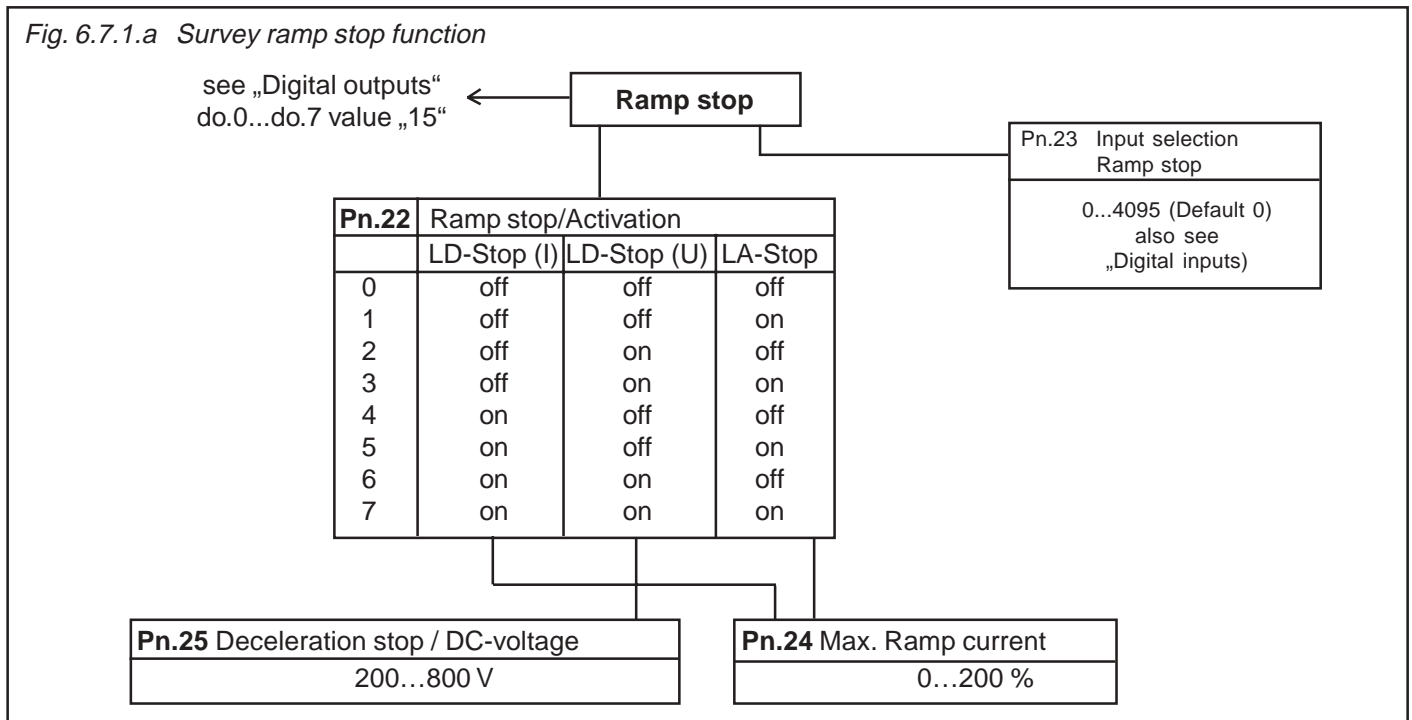 Fig. 6.7.1.a Survey ramp stop function
see „Digital outputs“
do.0...do.7 value „15“
Ramp stop
Pn.23 Input selection
Ramp stop
0...4095 (Default 0)
also see
„Digital inputs)
Pn.22 Ramp stop/Activation
LD-Stop (I) LD-Stop (U) LA-Stop
0 off off off
1 off off on
2 off on off
3 off on on
4 on off off
5 on off on
6 on on off
7 on on on
Pn.25 Deceleration stop / DC-voltage
200…800 V
Pn.24 Max. Ramp current
0…200 %